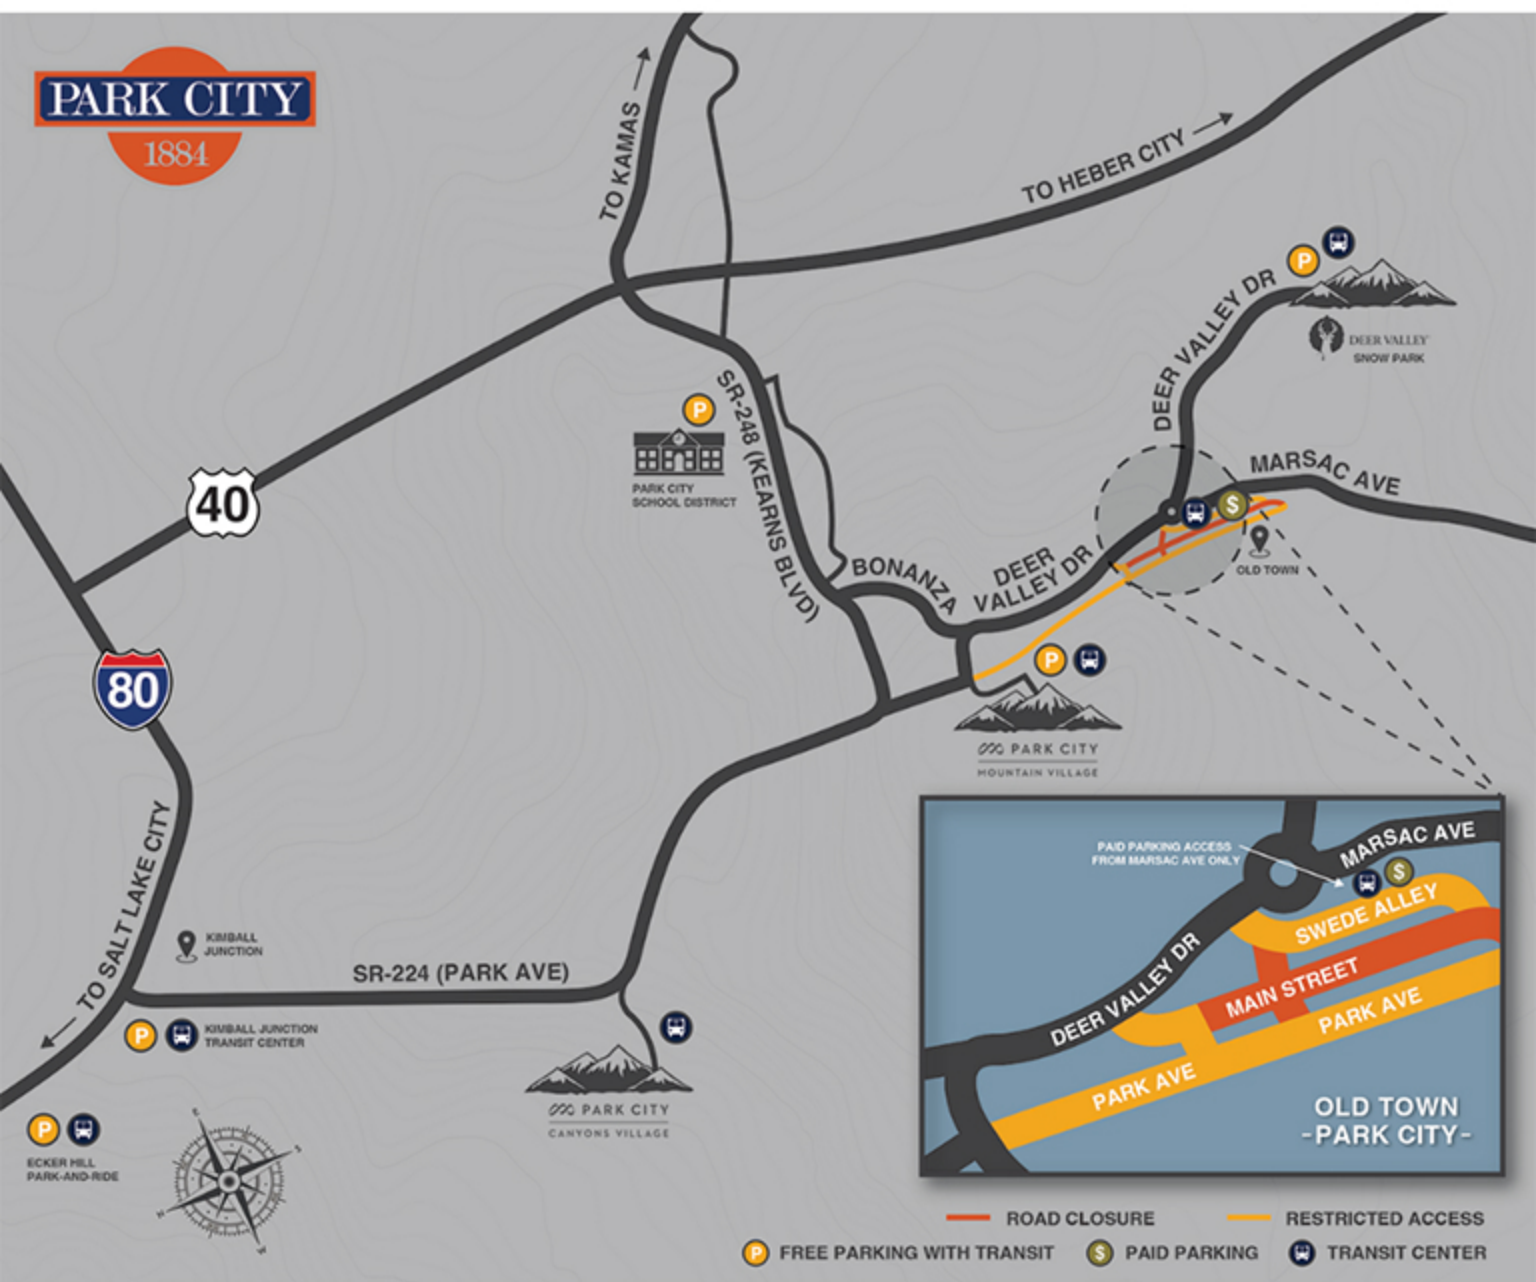 PARK CITY
1884
TO KAMAS
TO HEBER CITY
DEER VALLEY DR
P
DEER VALLEY
SNOW PARK
P
PARK CITY
SCHOOL DISTRICT
SR-248 (KEARNS BLVD)
40
MARSAC AVE
$
OLD TOWN
BONANZA
DEER
VALLEY DR
P
PARK CITY
MOUNTAIN VILLAGE
80
TO SALT LAKE CITY
KIMBALL
JUNCTION
SR-224 (PARK AVE)
P
KIMBALL JUNCTION
TRANSIT CENTER
PARK CITY
CANYONS VILLAGE
P
ECKER HILL
PARK-AND-RIDE
E
S
N
W
PAID PARKING ACCESS
FROM MARSAC AVE ONLY
MARSAC AVE
$
SWEDE ALLEY
DEER VALLEY DR
MAIN STREET
PARK AVE
PARK AVE
OLD TOWN
-PARK CITY-
ROAD CLOSURE
RESTRICTED ACCESS
P FREE PARKING WITH TRANSIT
$ PAID PARKING
TRANSIT CENTER